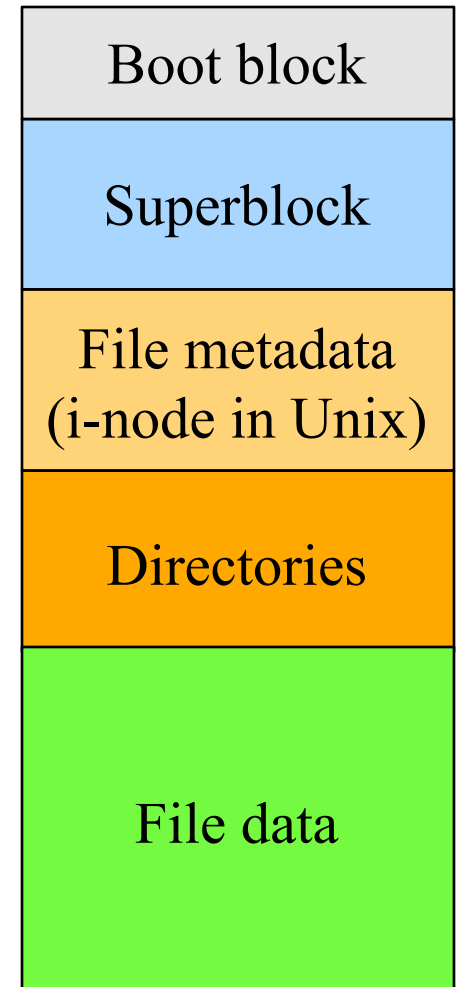 Boot block
Superblock
File metadata
(i-node in Unix)
Directories
File data